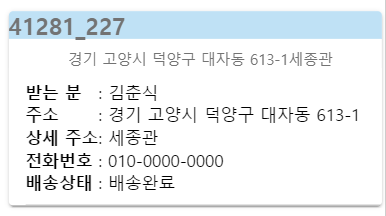 41281_227
경기 고양시 덕양구 대자동 613-1세종관
받는 분 : 김춘식
주소 : 경기 고양시 덕양구 대자동 613-1
상세 주소: 세종관
전화번호 : 010-0000-0000
배송상태 : 배송완료